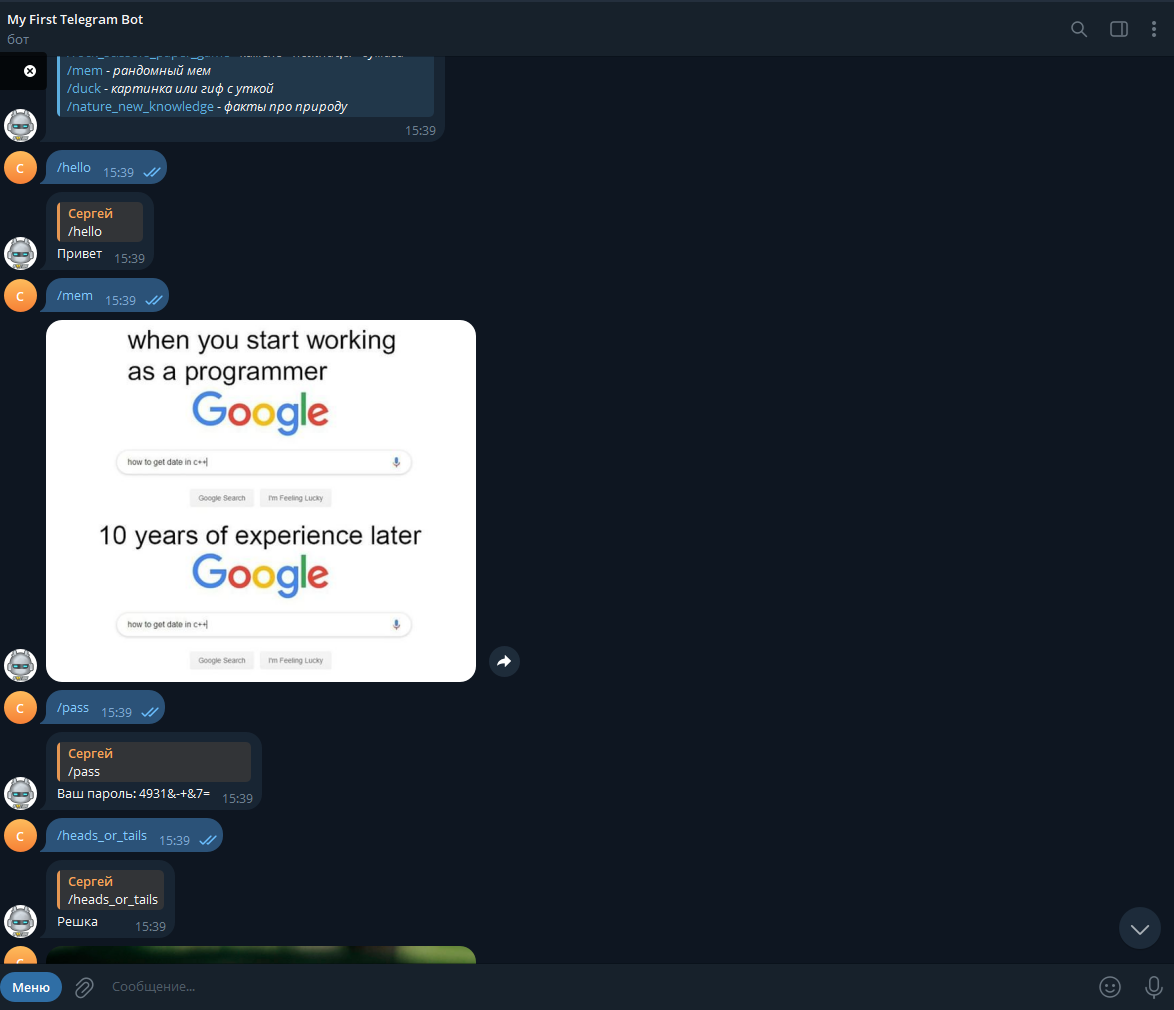 My First Telegram Bot
бот
/mem - рандомный мем
/duck - картинка или гиф с уткой
/nature_new_knowledge - факты про природу
15:39
С
/hello 15:39
Сергей
/hello
Привет 15:39
С
/mem 15:39
when you start working
as a programmer
Google
how to get date in c++
Google Search I'm Feeling Lucky
10 years of experience later
Google
how to get date in c++
Google Search I'm Feeling Lucky
С
/pass 15:39
Сергей
/pass
Ваш пароль: 4931&-+&7= 15:39
С
/heads_or_tails 15:39
Сергей
/heads_or_tails
Решка 15:39
Меню
Сообщение...